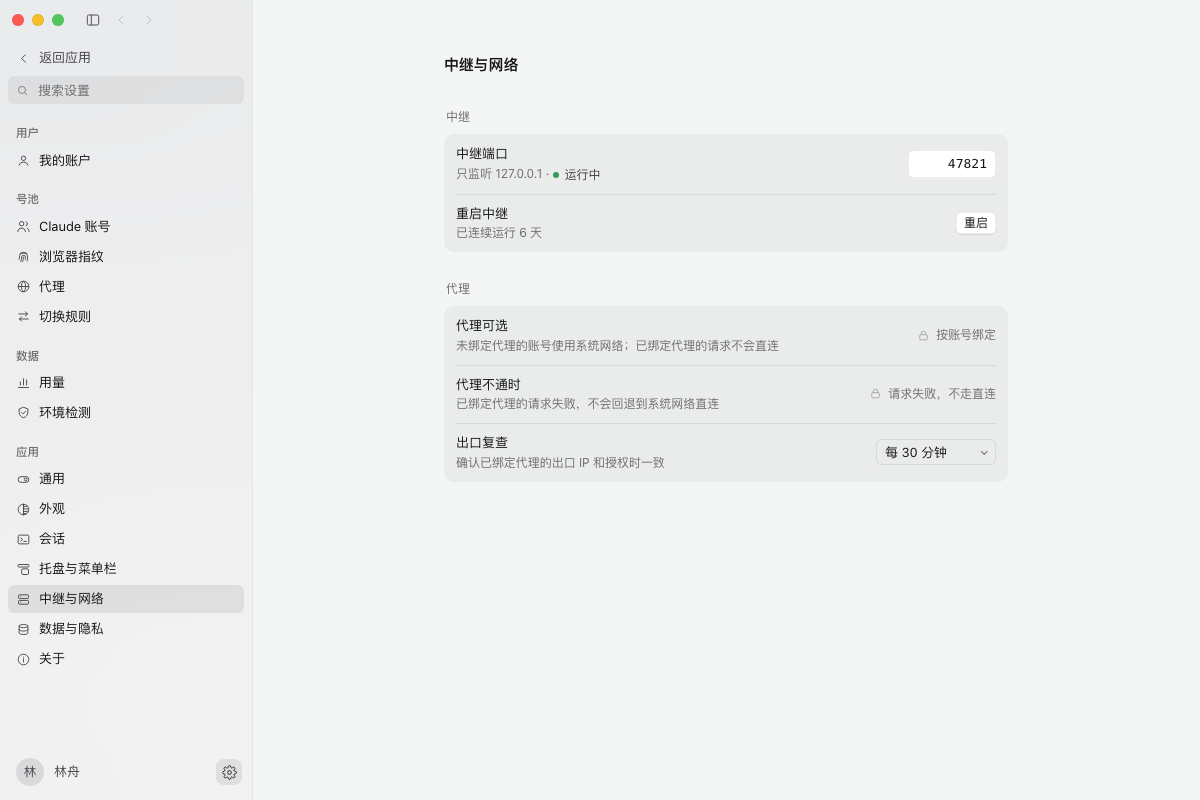 返回应用
搜索设置
用户
我的账户
号池
Claude 账号
浏览器指纹
代理
切换规则
数据
用量
环境检测
应用
通用
外观
会话
托盘与菜单栏
中继与网络
数据与隐私
关于
林 林舟
中继与网络
中继
中继端口
只监听 127.0.0.1 · 运行中
47821
重启中继
已连续运行 6 天
重启
代理
代理可选
未绑定代理的账号使用系统网络；已绑定代理的请求不会直连
按账号绑定
代理不通时
已绑定代理的请求失败，不会回退到系统网络直连
请求失败，不走直连
出口复查
确认已绑定代理的出口 IP 和授权时一致
每 30 分钟